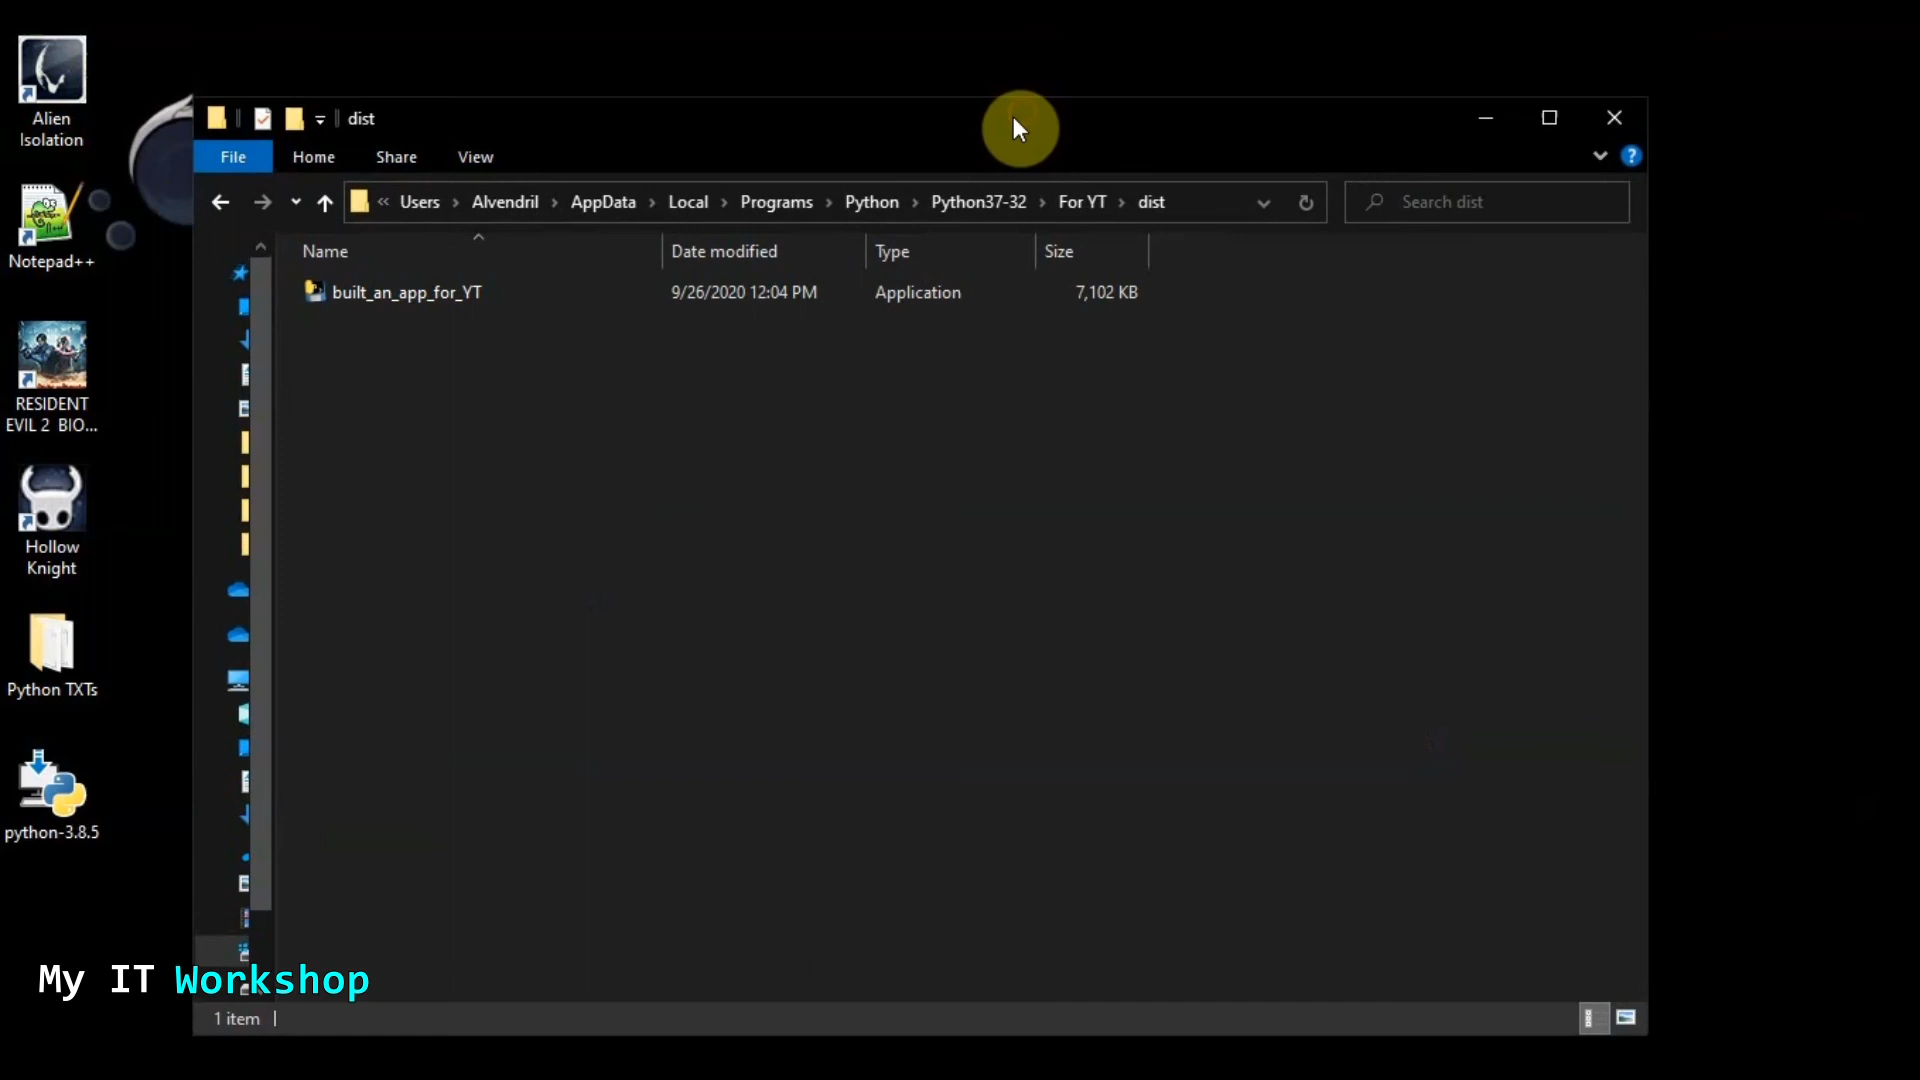 Alien
Isolation
Notepad++
RESIDENT
EVIL 2 BIO...
Hollow
Knight
Python TXTs
python-3.8.5
dist
File Home Share View
« Users › Alvendril › AppData › Local › Programs › Python › Python37-32 › For YT › dist
Search dist
Name Date modified Type Size
built_an_app_for_YT 9/26/2020 12:04 PM Application 7,102 KB
My IT Workshop
1 item